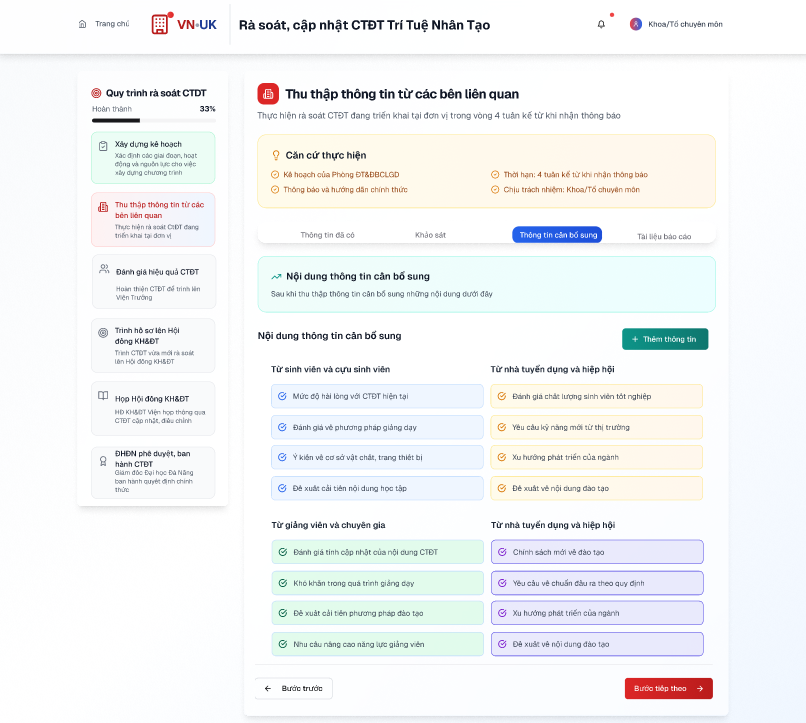 Trang chủ
VN-UK
Rà soát, cập nhật CTĐT Trí Tuệ Nhân Tạo
Khoa/Tổ chuyên môn
Quy trình rà soát CTDT
Hoàn thành 33%
Xây dựng kế hoạch
Xác định các giai đoạn, hoạt
động và nguồn lực cho việc
xây dựng chương trình
Thu thập thông tin từ các
bên liên quan
Thực hiện rà soát CtĐT đang
triển khai tại đơn vị
Đánh giá hiệu quả CTĐT
Hoàn thiện CTĐT để trình lên
Viện Trưởng
Trình hồ sơ lên Hội
đồng KH&ĐT
Trình CTĐT vừa mới rà soát
lên Hội đồng KH&ĐT
Họp Hội đồng KH&ĐT
HĐ KH&ĐT Viện họp thông qua
CTĐT cập nhật, điều chỉnh
ĐHĐN phê duyệt, ban
hành CTĐT
Giám đốc Đại học Đà Nẵng
ban hành quyết định chỉnh
thức
Thu thập thông tin từ các bên liên quan
Thực hiện rà soát CTĐT đang triển khai tại đơn vị trong vòng 4 tuần kể từ khi nhận thông báo
Căn cứ thực hiện
Kế hoạch của Phòng ĐT&ĐBCLGD
Thời hạn: 4 tuần kể từ khi nhận thông báo
Thông báo và hướng dẫn chính thức
Chịu trách nhiệm: Khoa/Tổ chuyên môn
Thông tin đã có
Khảo sát
Thông tin cần bổ sung
Tài liệu báo cáo
Nội dung thông tin cần bổ sung
Sau khi thu thập thông tin cần bổ sung những nội dung dưới đây
Nội dung thông tin cần bổ sung
Thêm thông tin
Từ sinh viên và cựu sinh viên
Từ nhà tuyển dụng và hiệp hội
Mức độ hài lòng với CTĐT hiện tại
Đánh giá chất lượng sinh viên tốt nghiệp
Đánh giá về phương pháp giảng dạy
Yêu cầu kỹ năng mới từ thị trường
Ý kiến về cơ sở vật chất, trang thiết bị
Xu hướng phát triển của ngành
Đề xuất cải tiến nội dung học tập
Đề xuất về nội dung đào tạo
Từ giảng viên và chuyên gia
Từ nhà tuyển dụng và hiệp hội
Đánh giá tính cập nhật của nội dung CTĐT
Chính sách mới về đào tạo
Khó khăn trong quá trình giảng dạy
Yêu cầu về chuẩn đầu ra theo quy định
Đề xuất cải tiến phương pháp đào tạo
Xu hướng phát triển của ngành
Nhu cầu nâng cao năng lực giảng viên
Đề xuất về nội dung đào tạo
Bước trước
Bước tiếp theo